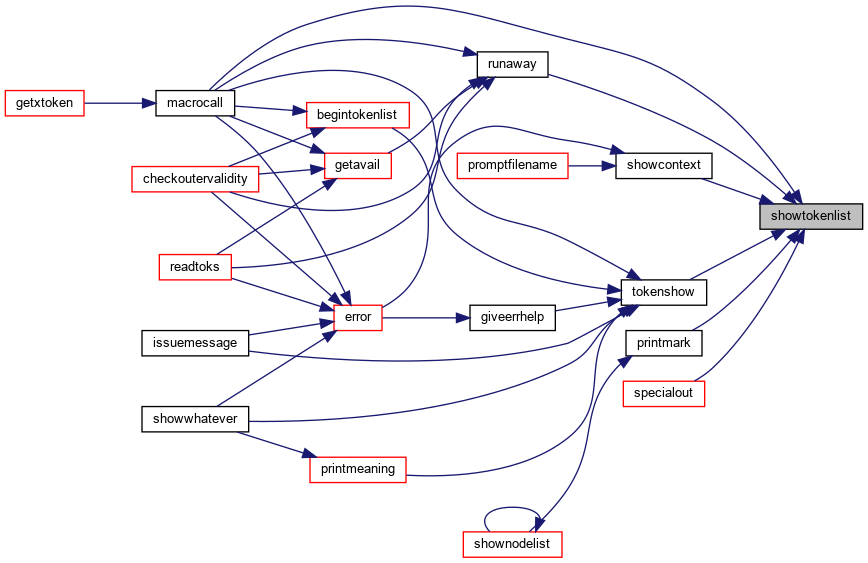 runaway
getxtoken
macrocall
begintokenlist
getavail
promptfilename
showcontext
checkoutervalidity
showtokenlist
readtoks
tokenshow
error
giveerrhelp
issuemessage
printmark
specialout
showwhatever
printmeaning
shownodelist